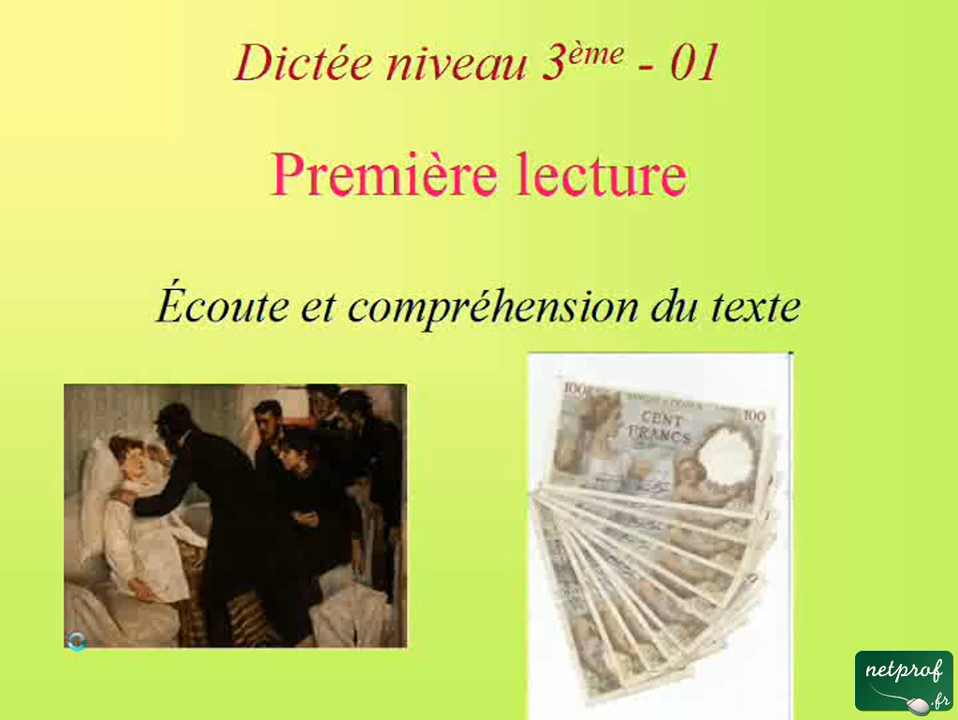 Dictée niveau 3ème - 01
Première lecture
Écoute et compréhension du texte
100
100
CENT
FRANCS
netprof
.fr